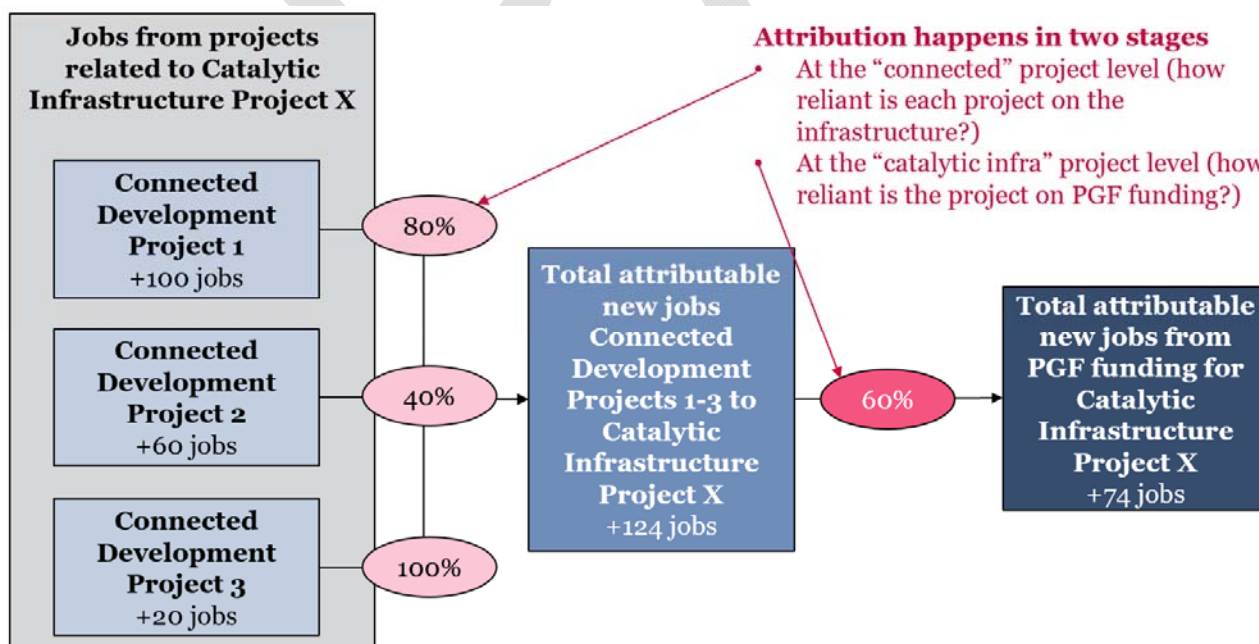 Jobs from projects
related to Catalytic
Infrastructure Project X
Connected
Development
Project 1
+100 jobs
Connected
Development
Project 2
+60 jobs
Connected
Development
Project 3
+20 jobs
80%
40%
100%
Attribution happens in two stages
• At the “connected” project level (how
reliant is each project on the
infrastructure?)
• At the “catalytic infra” project level (how
reliant is the project on PGF funding?)
Total attributable
new jobs
Connected
Development
Projects 1-3 to
Catalytic
Infrastructure
Project X
+124 jobs
60%
Total attributable
new jobs from
PGF funding for
Catalytic
Infrastructure
Project X
+74 jobs